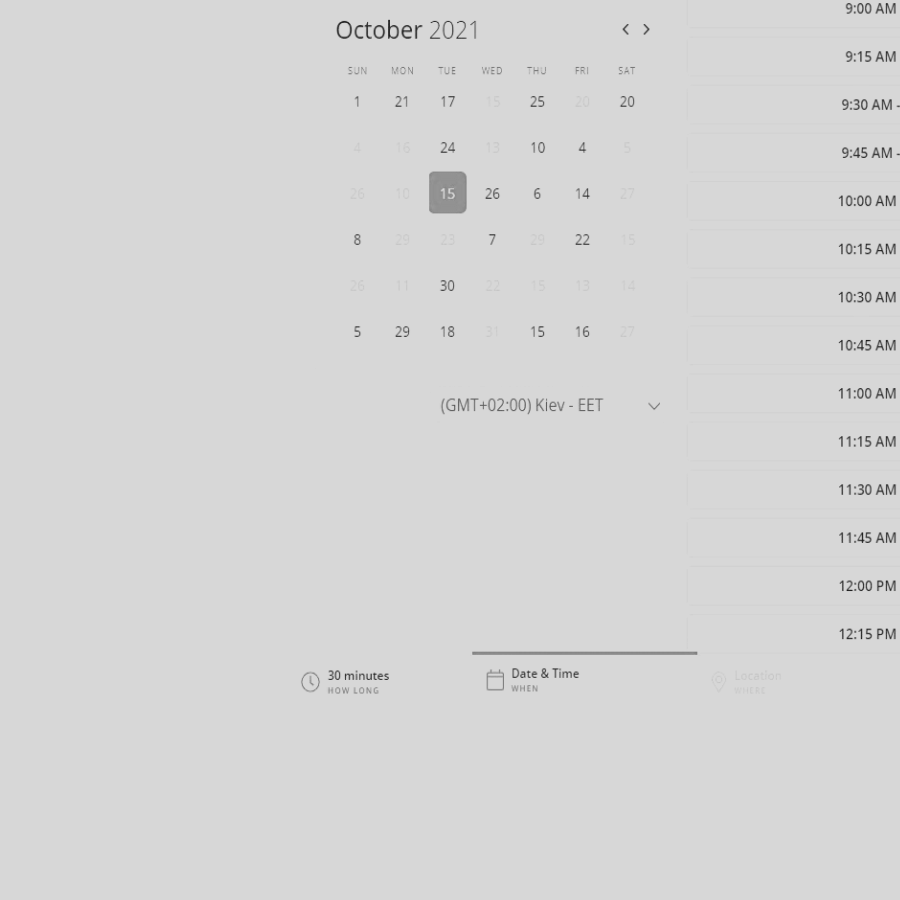 October 2021
SUN MON TUE WED THU FRI SAT
1 21 17 15 25 20 20
4 16 24 13 10 4 5
26 10 15 26 6 14 27
8 29 23 7 29 22 15
26 11 30 22 15 13 14
5 29 18 31 15 16 27
(GMT+02:00) Kiev - EET
9:00 AM
9:15 AM
9:30 AM -
9:45 AM -
10:00 AM
10:15 AM
10:30 AM
10:45 AM
11:00 AM
11:15 AM
11:30 AM
11:45 AM
12:00 PM
12:15 PM
30 minutes
HOW LONG
Date & Time
WHEN
Location
WHERE